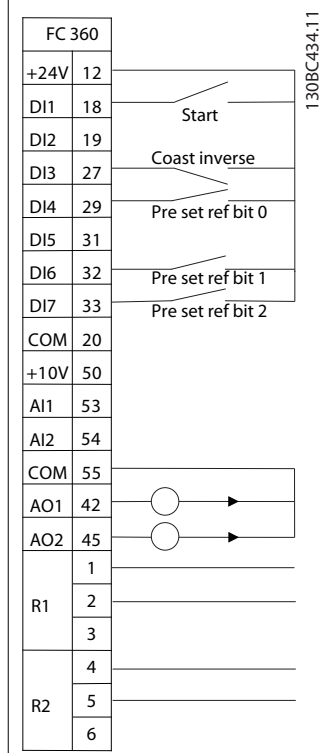 FC 360
130BC434.11
+24V 12
DI1 18
Start
DI2 19
Coast inverse
DI3 27
DI4 29
Pre set ref bit 0
DI5 31
DI6 32
Pre set ref bit 1
DI7 33
Pre set ref bit 2
COM 20
+10V 50
AI1 53
AI2 54
COM 55
AO1 42
AO2 45
R1
1
2
3
R2
4
5
6